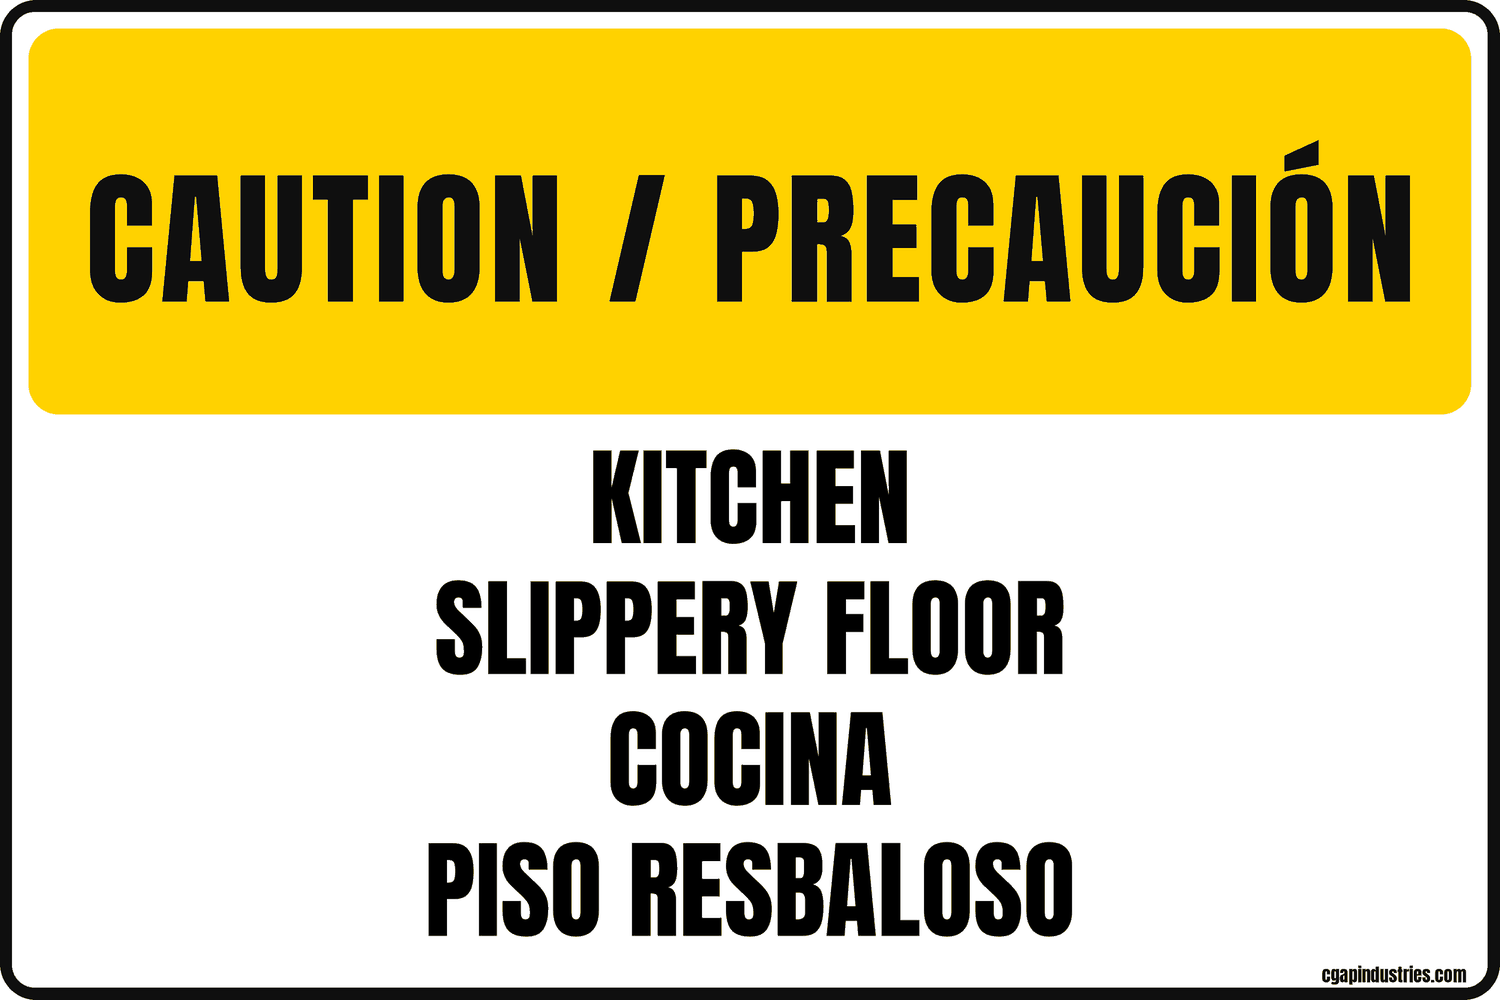 CAUTION / PRECAUCIÓN
KITCHEN
SLIPPERY FLOOR
COCINA
PISO RESBALOSO
cgapindustries.com